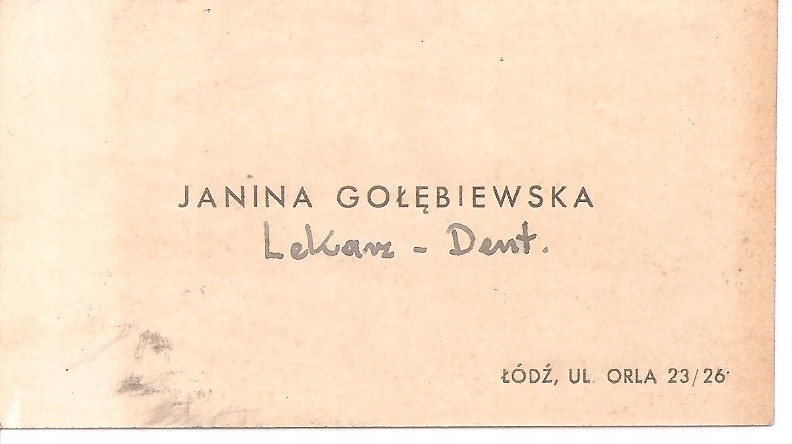 JANINA GOŁĘBIEWSKA
Lekarz - Dent.
ŁÓDŹ, UL. ORLA 23/26